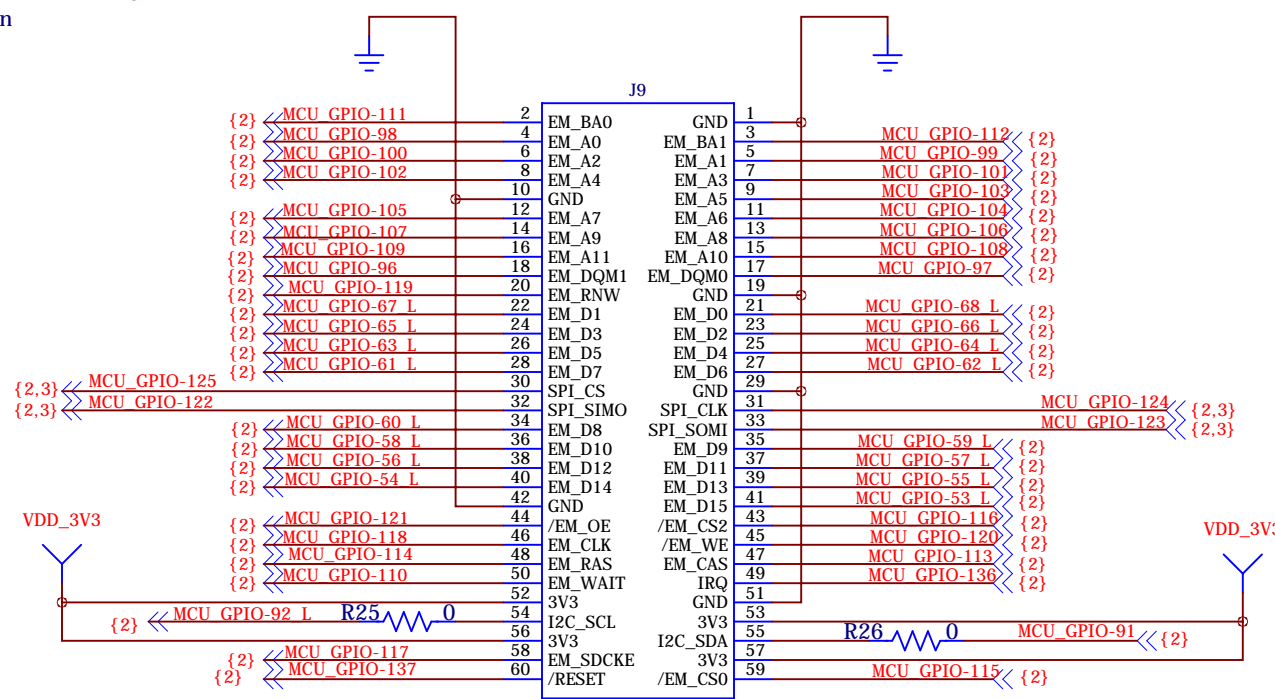 n
J9
{2} MCU_GPIO-111 2 EM_BA0 GND 1
{2} MCU_GPIO-98 4 EM_A0 EM_BA1 3 MCU_GPIO-112 {2}
{2} MCU_GPIO-100 6 EM_A2 EM_A1 5 MCU_GPIO-99 {2}
{2} MCU_GPIO-102 8 EM_A4 EM_A3 7 MCU_GPIO-101 {2}
10 GND EM_A5 9 MCU_GPIO-103 {2}
{2} MCU_GPIO-105 12 EM_A7 EM_A6 11 MCU_GPIO-104 {2}
{2} MCU_GPIO-107 14 EM_A9 EM_A8 13 MCU_GPIO-106 {2}
{2} MCU_GPIO-109 16 EM_A11 EM_A10 15 MCU_GPIO-108 {2}
{2} MCU_GPIO-96 18 EM_DQM1 EM_DQM0 17 MCU_GPIO-97 {2}
{2} MCU_GPIO-119 20 EM_RNW GND 19
{2} MCU_GPIO-67_L 22 EM_D1 EM_D0 21 MCU_GPIO-68_L {2}
{2} MCU_GPIO-65_L 24 EM_D3 EM_D2 23 MCU_GPIO-66_L {2}
{2} MCU_GPIO-63_L 26 EM_D5 EM_D4 25 MCU_GPIO-64_L {2}
{2} MCU_GPIO-61_L 28 EM_D7 EM_D6 27 MCU_GPIO-62_L {2}
{2,3} MCU_GPIO-125 30 SPI_CS GND 29
{2,3} MCU_GPIO-122 32 SPI_SIMO SPI_CLK 31 MCU_GPIO-124 {2,3}
{2} MCU_GPIO-60_L 34 EM_D8 SPI_SOMI 33 MCU_GPIO-123 {2,3}
{2} MCU_GPIO-58_L 36 EM_D10 EM_D9 35 MCU_GPIO-59_L {2}
{2} MCU_GPIO-56_L 38 EM_D12 EM_D11 37 MCU_GPIO-57_L {2}
{2} MCU_GPIO-54_L 40 EM_D14 EM_D13 39 MCU_GPIO-55_L {2}
42 GND EM_D15 41 MCU_GPIO-53_L {2}
VDD_3V3 {2} MCU_GPIO-121 44 /EM_OE /EM_CS2 43 MCU_GPIO-116 {2} VDD_3V3
{2} MCU_GPIO-118 46 EM_CLK /EM_WE 45 MCU_GPIO-120 {2}
{2} MCU_GPIO-114 48 EM_RAS EM_CAS 47 MCU_GPIO-113 {2}
{2} MCU_GPIO-110 50 EM_WAIT IRQ 49 MCU_GPIO-136 {2}
52 3V3 GND 51
{2} MCU_GPIO-92_L R25 0 54 I2C_SCL 3V3 53
56 3V3 I2C_SDA 55 R26 0 MCU_GPIO-91 {2}
{2} MCU_GPIO-117 58 EM_SDCKE 3V3 57
{2} MCU_GPIO-137 60 /RESET /EM_CS0 59 MCU_GPIO-115 {2}